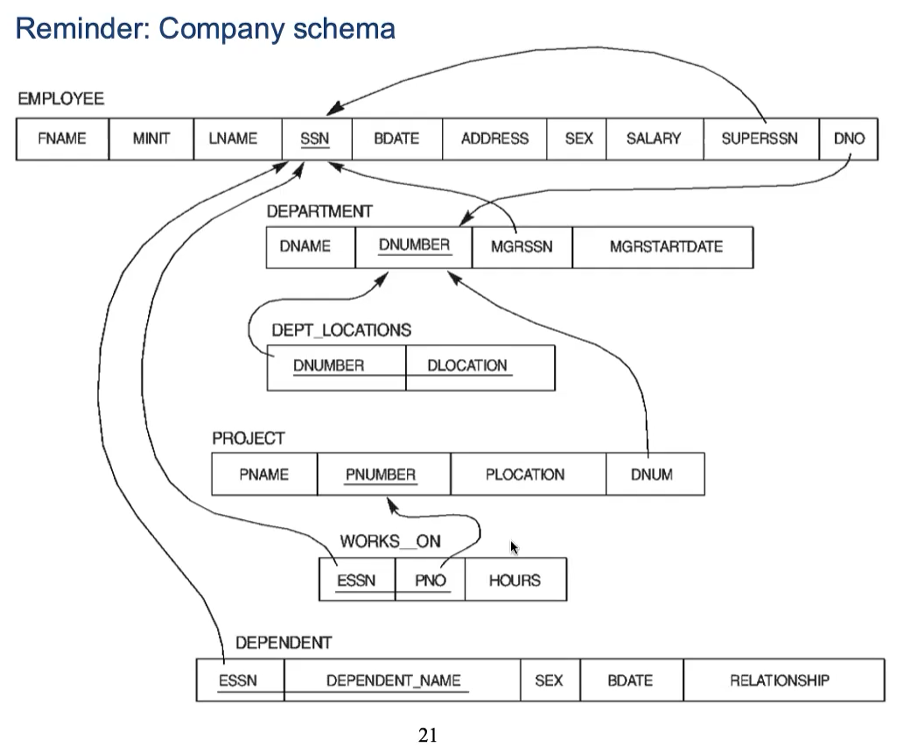 Reminder: Company schema
EMPLOYEE
FNAME MINIT LNAME SSN BDATE ADDRESS SEX SALARY SUPERSSN DNO
DEPARTMENT
DNAME DNUMBER MGRSSN MGRSTARTDATE
DEPT_LOCATIONS
DNUMBER DLOCATION
PROJECT
PNAME PNUMBER PLOCATION DNUM
WORKS__ON
ESSN PNO HOURS
DEPENDENT
ESSN DEPENDENT_NAME SEX BDATE RELATIONSHIP
21